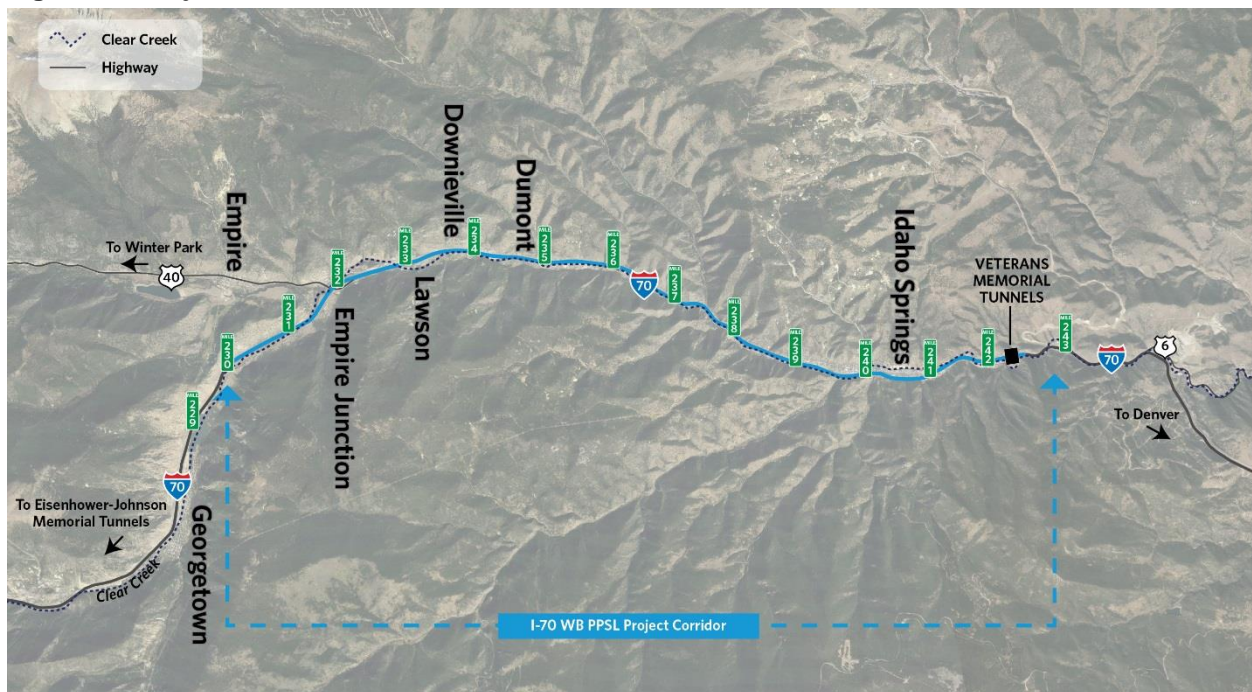 Clear Creek
Highway
Downieville
Dumont
Empire
To Winter Park
40
MILE 230
MILE 231
MILE 232
MILE 233
MILE 234
MILE 235
MILE 236
70
MILE 237
MILE 238
MILE 239
MILE 240
MILE 241
MILE 242
MILE 243
Lawson
Empire Junction
Idaho Springs
VETERANS
MEMORIAL
TUNNELS
6
70
To Denver
MILE 229
70
To Eisenhower-Johnson
Memorial Tunnels
Clear Creek
Georgetown
I-70 WB PPSL Project Corridor